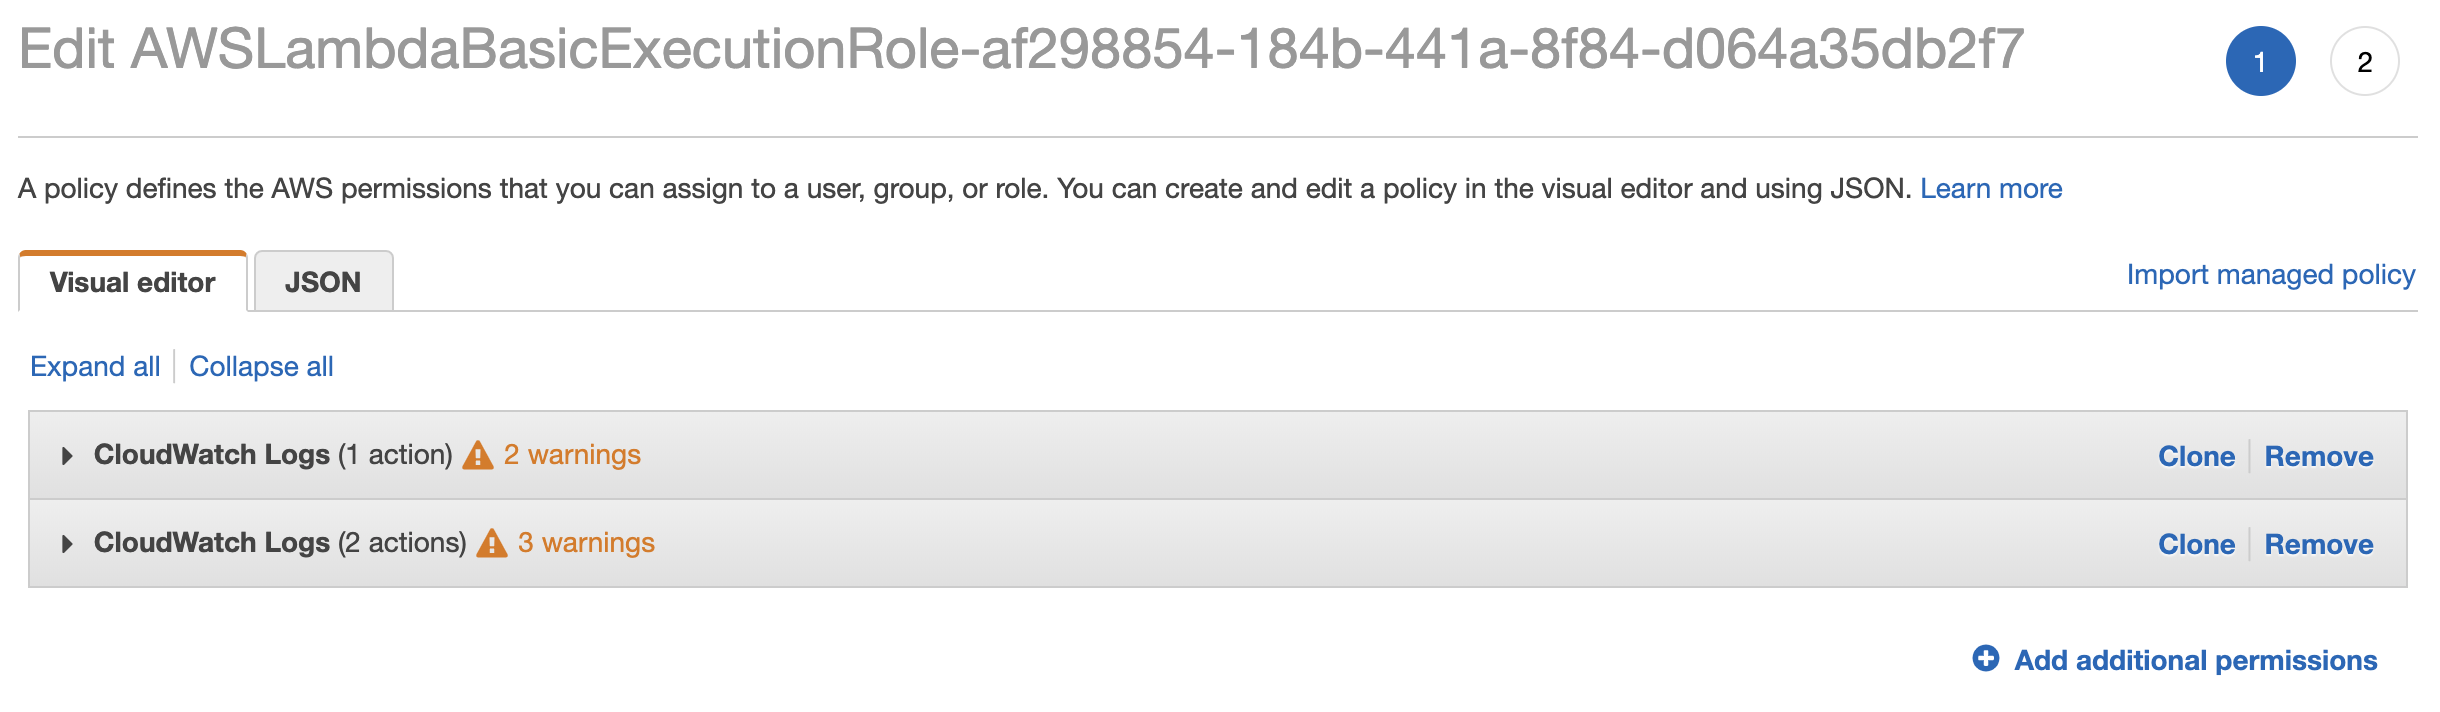 Edit AWSLambdaBasicExecutionRole-af298854-184b-441a-8f84-d064a35db2f7
1
2
A policy defines the AWS permissions that you can assign to a user, group, or role. You can create and edit a policy in the visual editor and using JSON. Learn more
Visual editor
JSON
Import managed policy
Expand all
Collapse all
CloudWatch Logs (1 action) 2 warnings
Clone
Remove
CloudWatch Logs (2 actions) 3 warnings
Clone
Remove
Add additional permissions